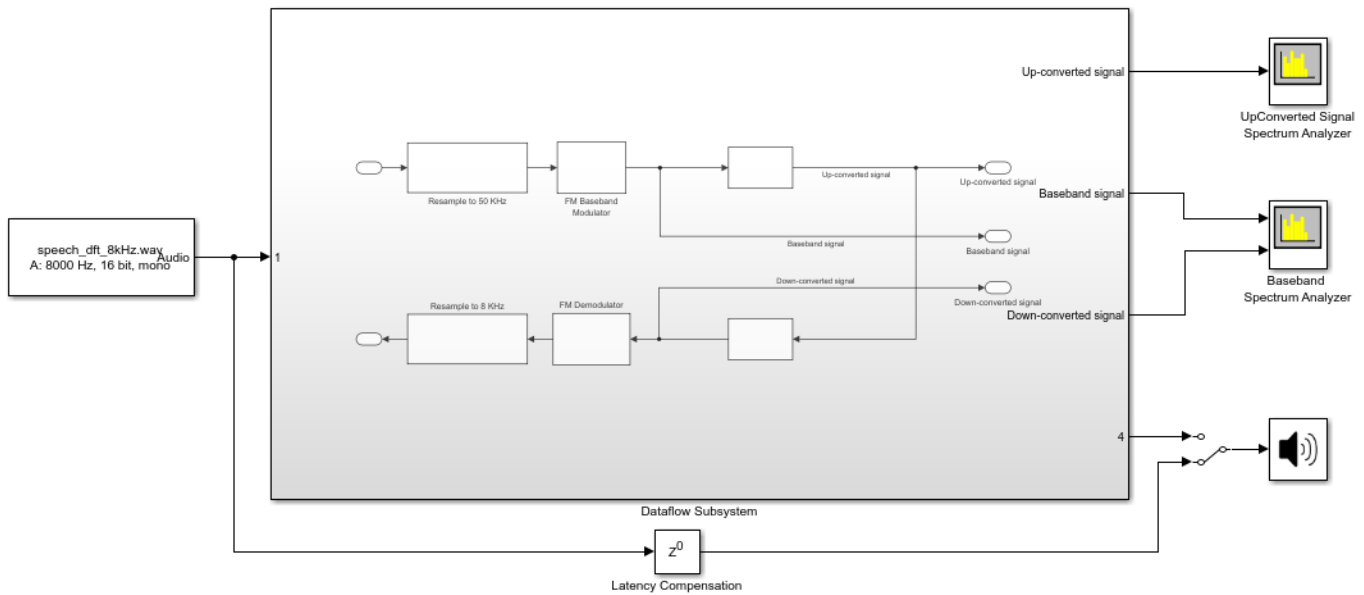 Up-converted signal
UpConverted Signal
Spectrum Analyzer
Up-converted signal
Up-converted signal
Resample to 50 KHz
FM Baseband
Modulator
Baseband signal
Baseband signal
Baseband signal
speech_dft_8kHz.wav
A: 8000 Hz, 16 bit, mono
Audio
1
Down-converted signal
Down-converted signal
Baseband
Spectrum Analyzer
Resample to 8 KHz
FM Demodulator
Down-converted signal
4
Dataflow Subsystem
Z0
Latency Compensation